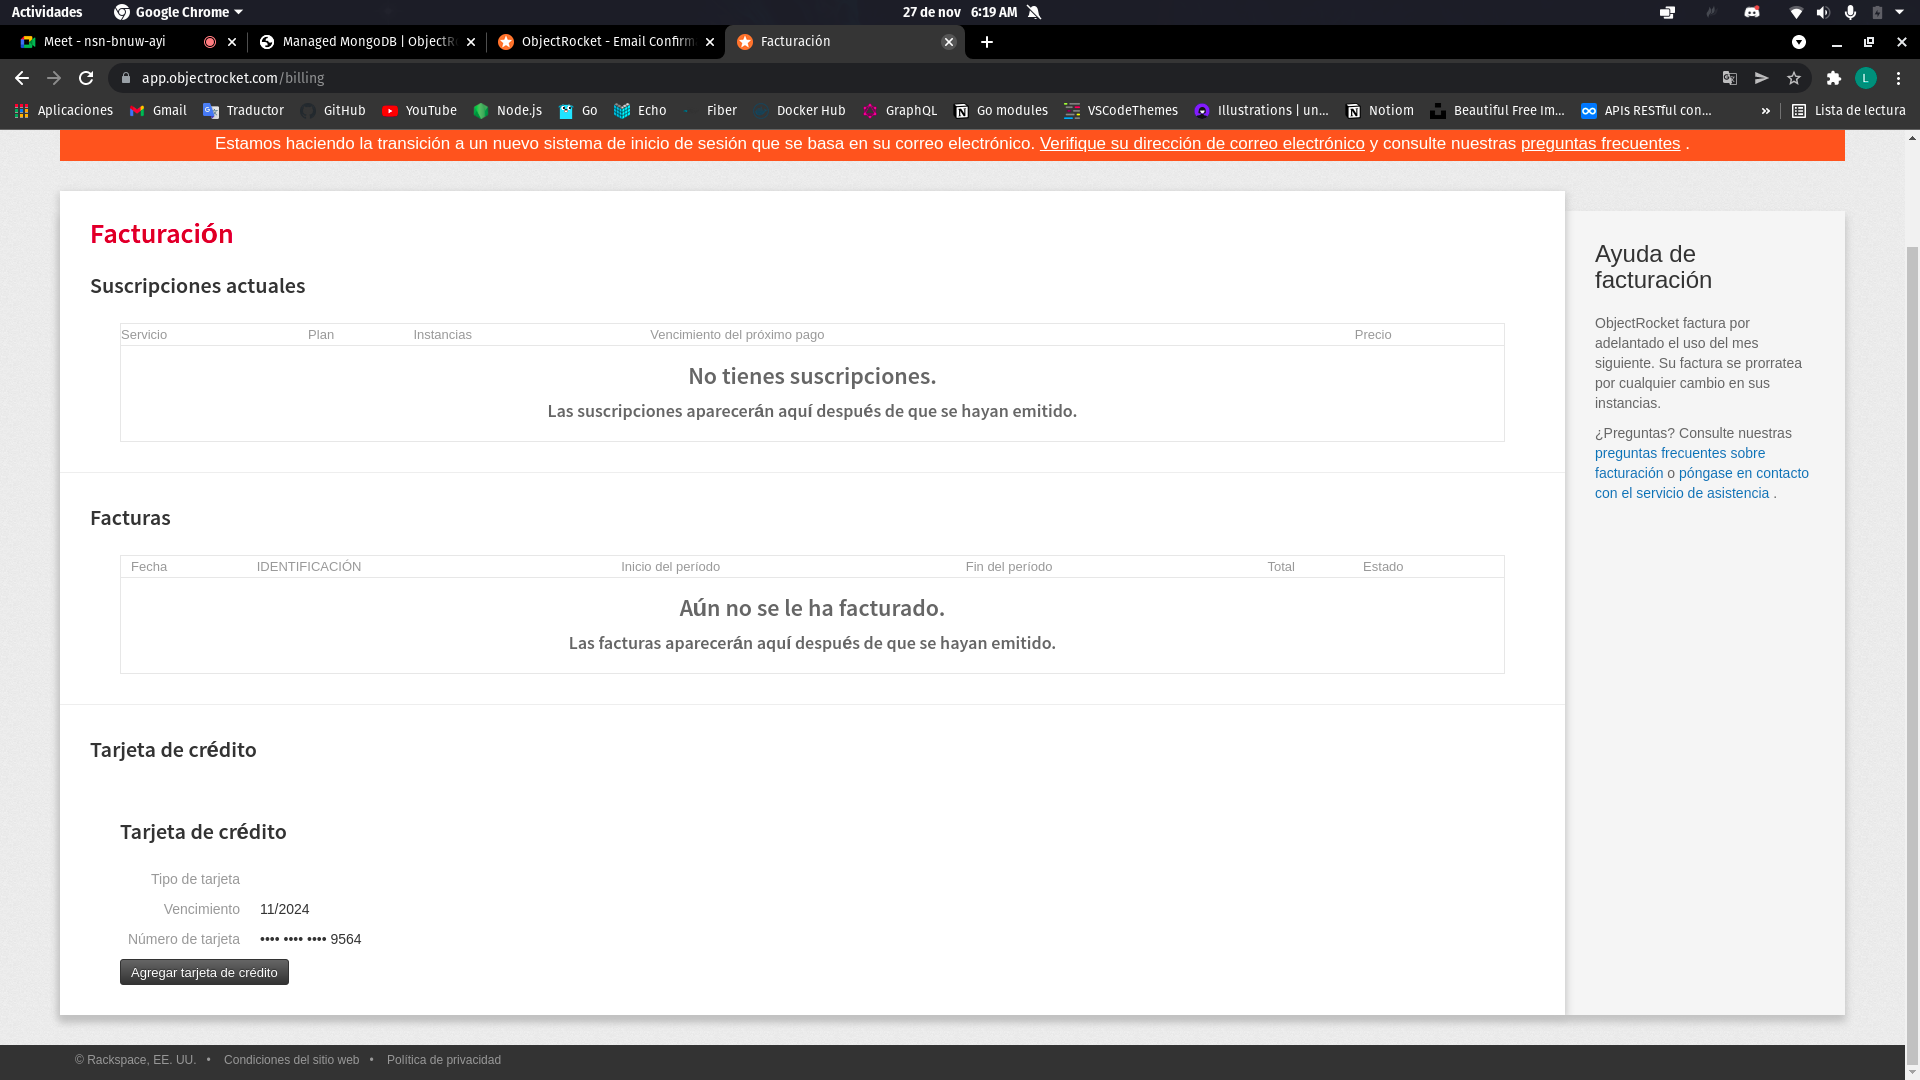 Actividades Google Chrome 27 de nov 6:19 AM
Meet - nsn-bnuw-ayi Managed MongoDB | ObjectR ObjectRocket - Email Confirm Facturación
app.objectrocket.com/billing
Aplicaciones Gmail Traductor GitHub YouTube Node.js Go Echo Fiber Docker Hub GraphQL Go modules VSCodeThemes Illustrations | un... Notiom Beautiful Free Im... APIs RESTful con... » Lista de lectura
Estamos haciendo la transición a un nuevo sistema de inicio de sesión que se basa en su correo electrónico. Verifique su dirección de correo electrónico y consulte nuestras preguntas frecuentes .
Facturación
Suscripciones actuales
Servicio Plan Instancias Vencimiento del próximo pago Precio
No tienes suscripciones.
Las suscripciones aparecerán aquí después de que se hayan emitido.
Facturas
Fecha IDENTIFICACIÓN Inicio del período Fin del período Total Estado
Aún no se le ha facturado.
Las facturas aparecerán aquí después de que se hayan emitido.
Tarjeta de crédito
Tarjeta de crédito
Tipo de tarjeta
Vencimiento 11/2024
Número de tarjeta •••• •••• •••• 9564
Agregar tarjeta de crédito
Ayuda de
facturación
ObjectRocket factura por
adelantado el uso del mes
siguiente. Su factura se prorratea
por cualquier cambio en sus
instancias.
¿Preguntas? Consulte nuestras
preguntas frecuentes sobre
facturación o póngase en contacto
con el servicio de asistencia .
© Rackspace, EE. UU. • Condiciones del sitio web • Política de privacidad